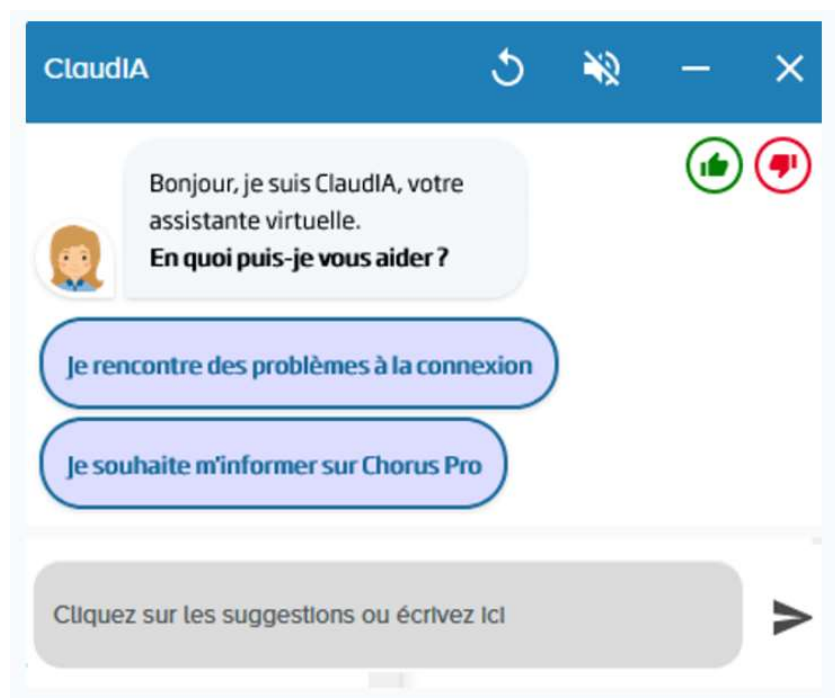 ClaudIA
Bonjour, je suis ClaudIA, votre
assistante virtuelle.
En quoi puis-je vous aider ?
Je rencontre des problèmes à la connexion
Je souhaite m'informer sur Chorus Pro
Cliquez sur les suggestions ou écrivez ici